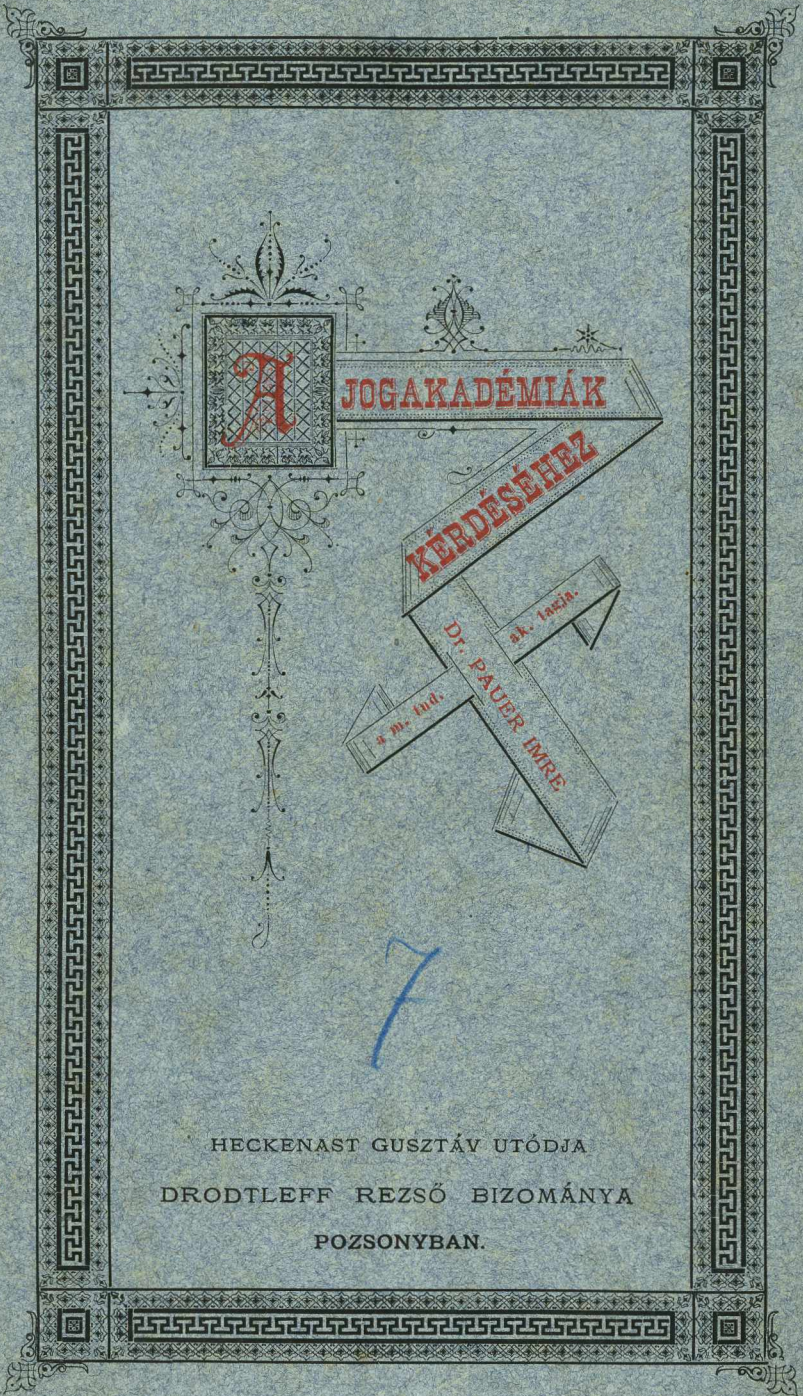 A JOGAKADÉMIÁK
KÉRDÉSÉHEZ
Dr. PAUER IMRE
a m. tud. ak. tagja.
7
HECKENAST GUSZTÁV UTÓDJA
DRODTLEFF REZSŐ BIZOMÁNYA
POZSONYBAN.